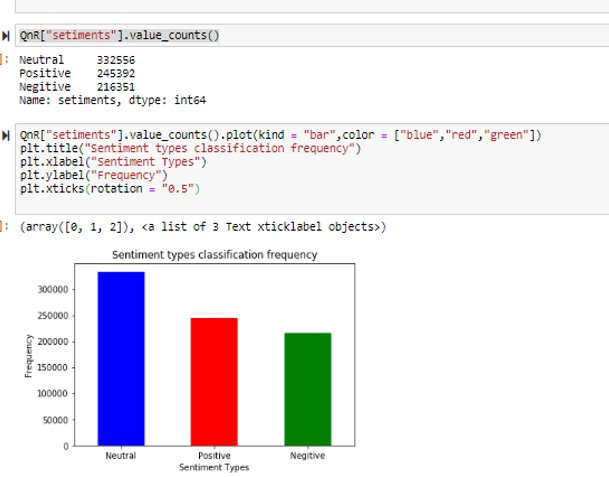 QnR["setiments"].value_counts()
]: Neutral 332556
Positive 245392
Negitive 216351
Name: setiments, dtype: int64
QnR["setiments"].value_counts().plot(kind = "bar",color = ["blue","red","green"])
plt.title("Sentiment types classification frequency")
plt.xlabel("Sentiment Types")
plt.ylabel("Frequency")
plt.xticks(rotation = "0.5")
]: (array([0, 1, 2]), <a list of 3 Text xticklabel objects>)
Sentiment types classification frequency
Frequency
300000
250000
200000
150000
100000
50000
0
Neutral Positive Negitive
Sentiment Types